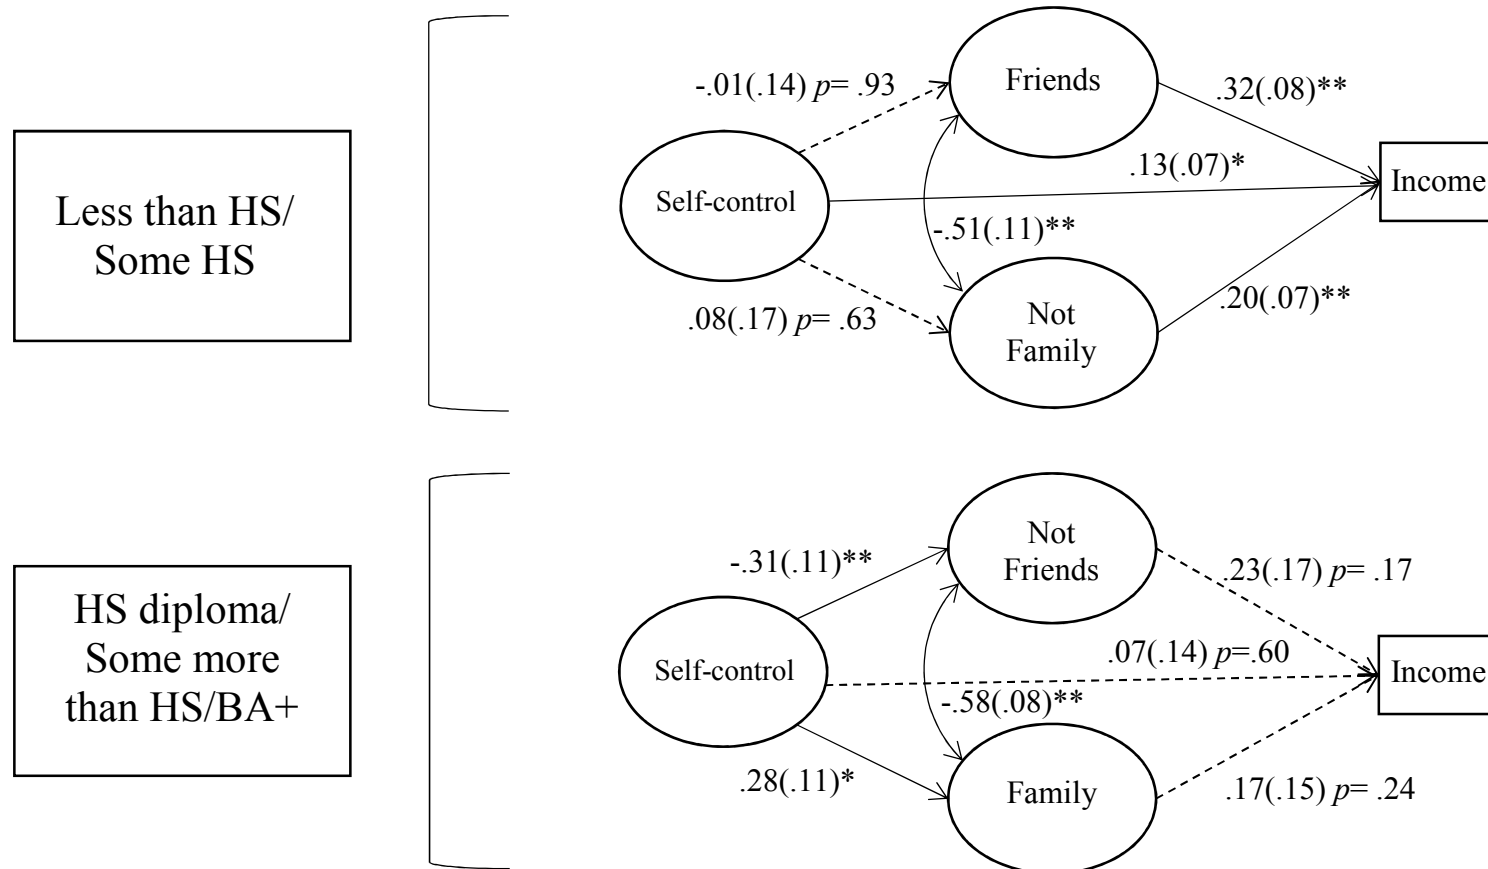 Less than HS/
Some HS
-.01(.14) p= .93
Friends
.32(.08)**
Self-control
.13(.07)*
Income
-.51(.11)**
.08(.17) p= .63
Not
Family
.20(.07)**
HS diploma/
Some more
than HS/BA+
-.31(.11)**
Not
Friends
.23(.17) p= .17
Self-control
.07(.14) p=.60
Income
-.58(.08)**
.28(.11)*
Family
.17(.15) p= .24